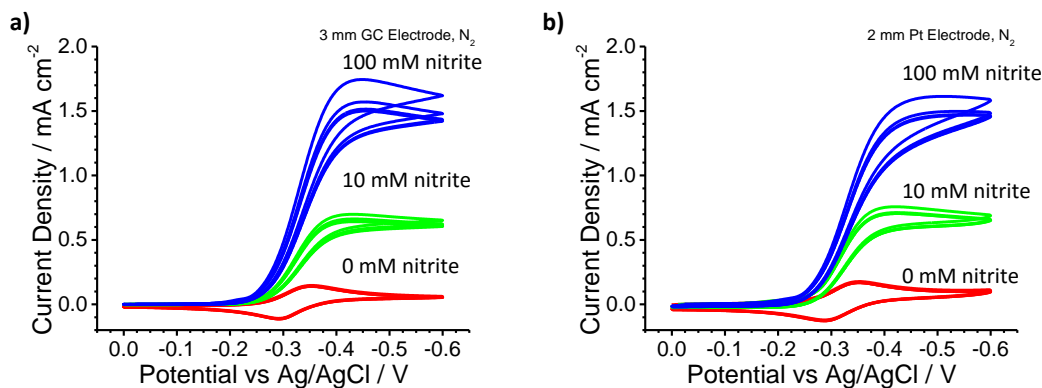 a)
3 mm GC Electrode, N2
Current Density / mA cm-2
2.0
1.5
1.0
0.5
0.0
100 mM nitrite
10 mM nitrite
0 mM nitrite
0.0 -0.1 -0.2 -0.3 -0.4 -0.5 -0.6
Potential vs Ag/AgCl / V
b)
2 mm Pt Electrode, N2
Current Density / mA cm-2
2.0
1.5
1.0
0.5
0.0
100 mM nitrite
10 mM nitrite
0 mM nitrite
0.0 -0.1 -0.2 -0.3 -0.4 -0.5 -0.6
Potential vs Ag/AgCl / V